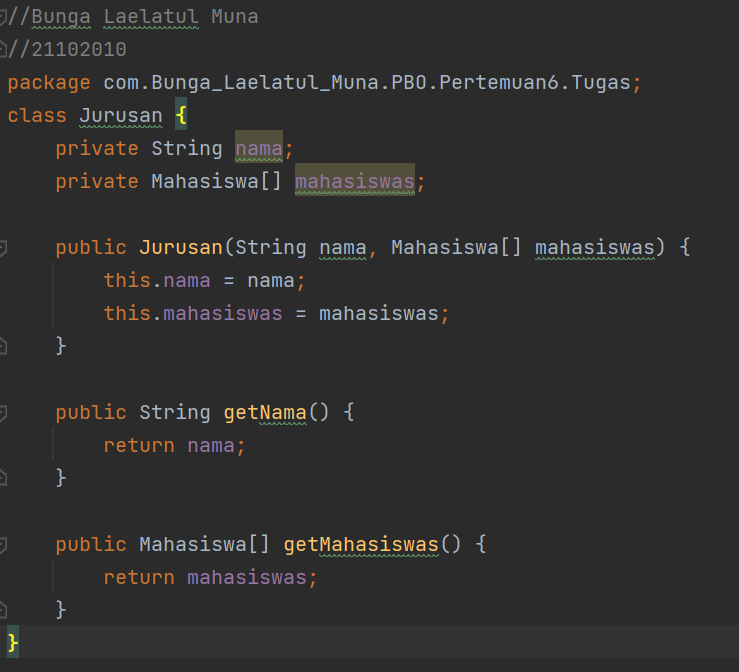 //Bunga Laelatul Muna
//21102010
package com.Bunga_Laelatul_Muna.PBO.Pertemuan6.Tugas;
class Jurusan {
    private String nama;
    private Mahasiswa[] mahasiswas;

    public Jurusan(String nama, Mahasiswa[] mahasiswas) {
        this.nama = nama;
        this.mahasiswas = mahasiswas;
    }

    public String getNama() {
        return nama;
    }

    public Mahasiswa[] getMahasiswas() {
        return mahasiswas;
    }
}